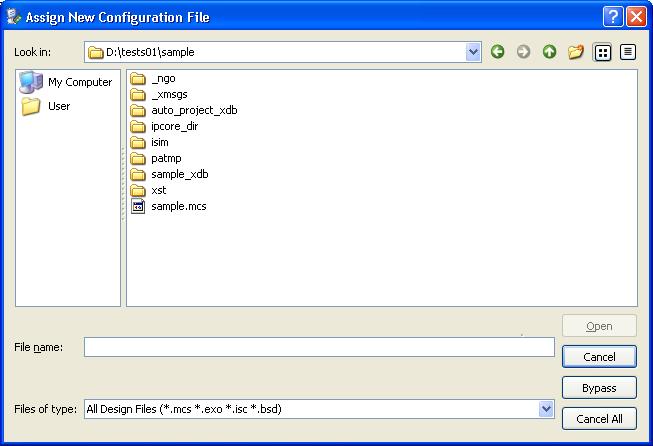 Assign New Configuration File
Look in: D:\tests01\sample
My Computer
User
_ngo
_xmsgs
auto_project_xdb
ipcore_dir
isim
patmp
sample_xdb
xst
sample.mcs
Open
File name:
Cancel
Bypass
Files of type: All Design Files (*.mcs *.exo *.isc *.bsd)
Cancel All